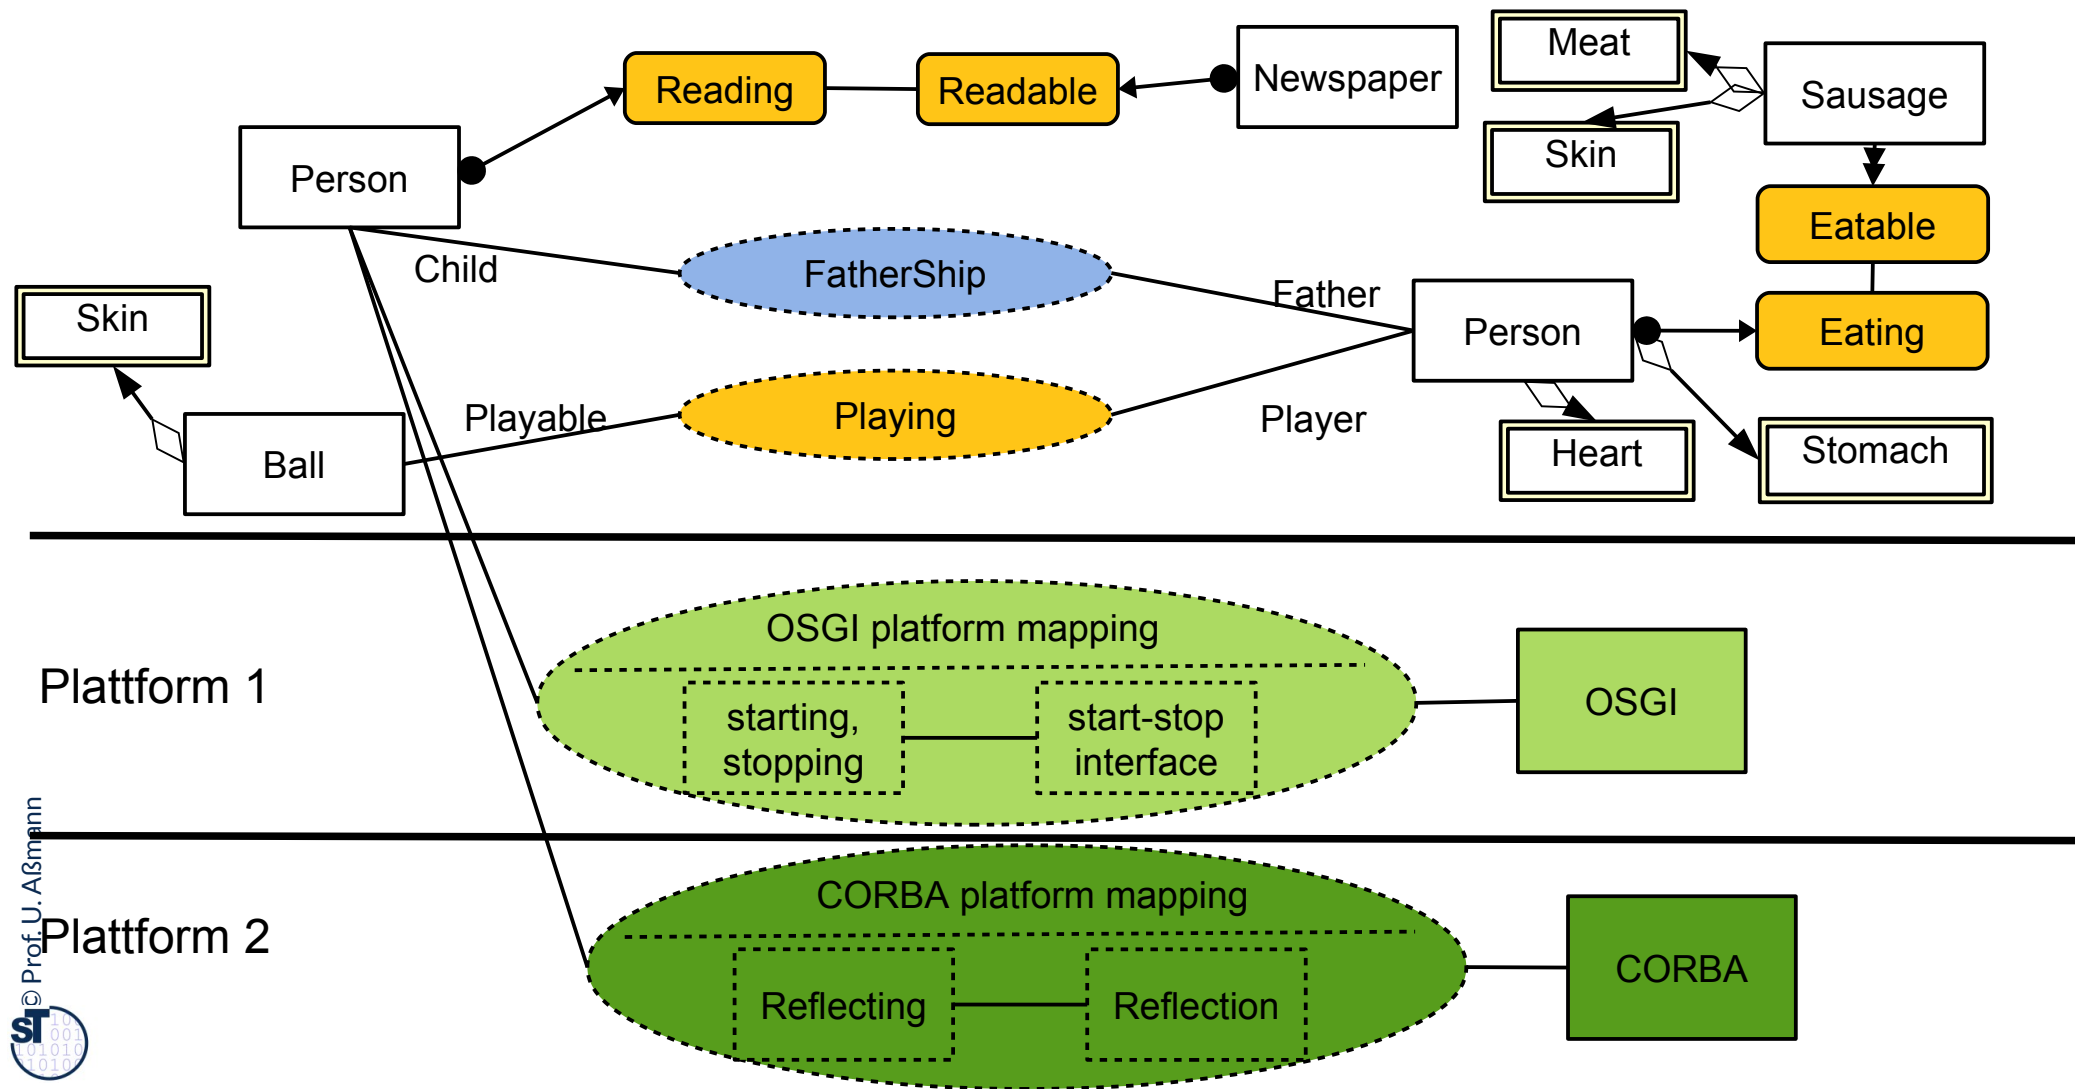 Meat
Reading
Readable
Newspaper
Sausage
Skin
Person
Eatable
Child
FatherShip
Father
Skin
Person
Eating
Playable
Playing
Player
Ball
Heart
Stomach
OSGI platform mapping
Plattform 1
starting,
stopping
start-stop
interface
OSGI
CORBA platform mapping
Plattform 2
Reflecting
Reflection
CORBA
© Prof. U. Aßmann
ST